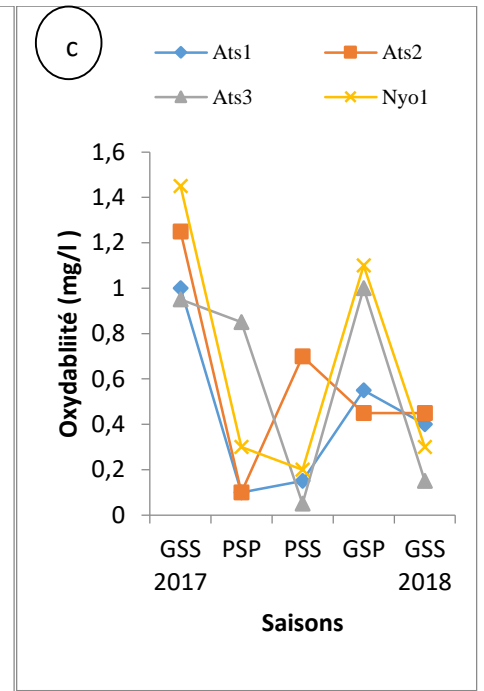 c
Ats1 Ats2
Ats3 Nyo1
Oxydabliité (mg/l )
1,6
1,4
1,2
1
0,8
0,6
0,4
0,2
0
GSS PSP PSS GSP GSS
2017 2018
Saisons